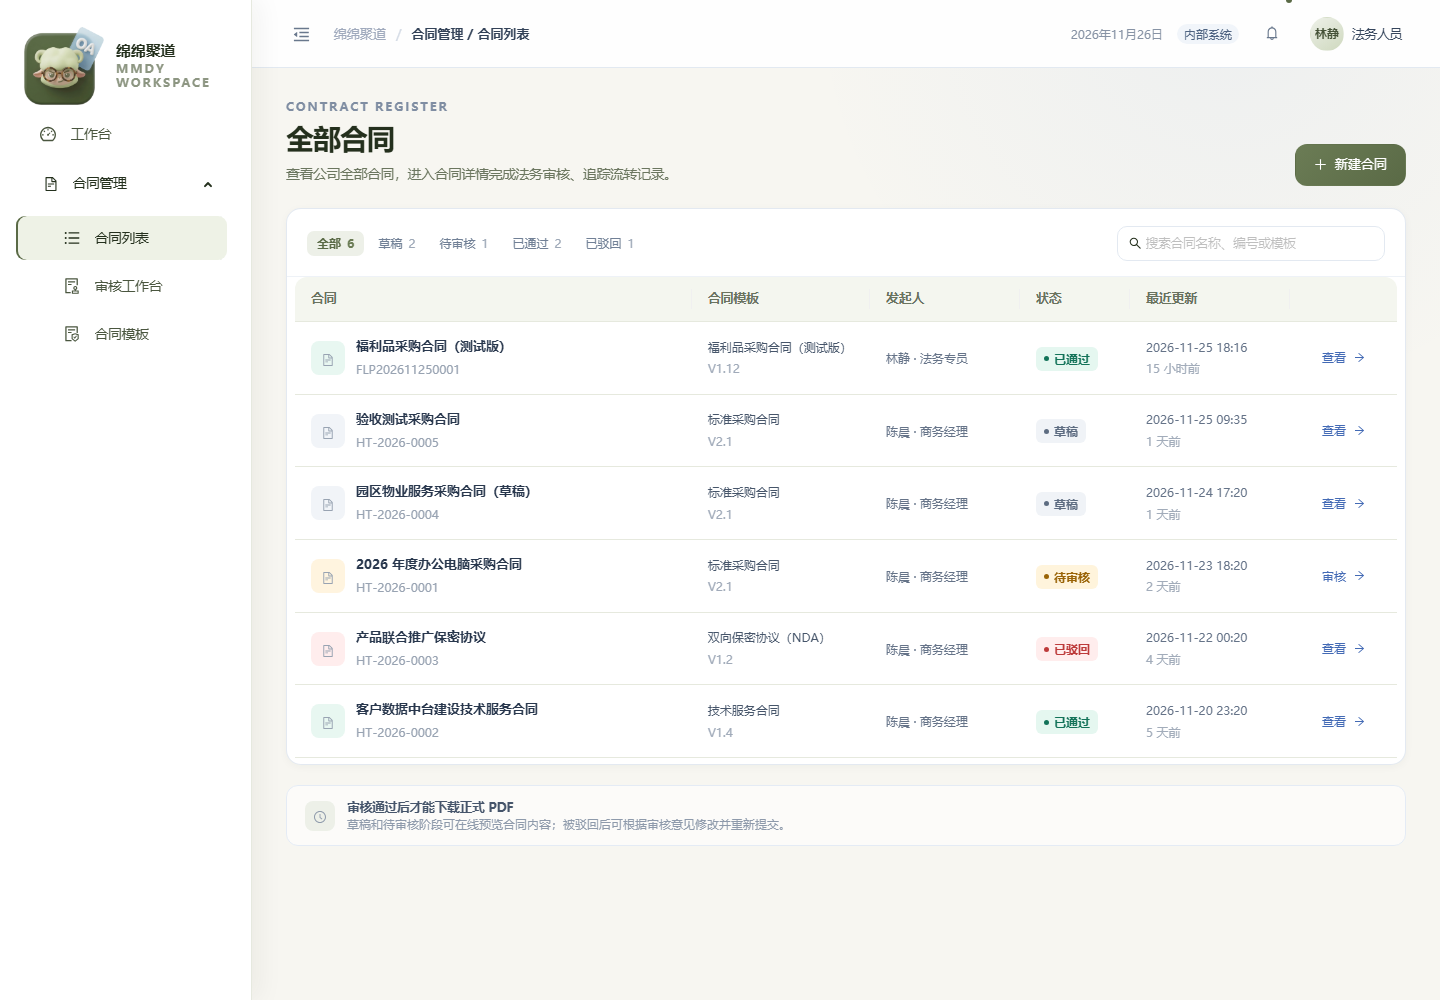 OA
绵绵聚道
MMDY
WORKSPACE
工作台
合同管理
合同列表
审核工作台
合同模板
绵绵聚道 / 合同管理 / 合同列表
2026年11月26日 内部系统 林静 法务人员
CONTRACT REGISTER
全部合同
查看公司全部合同，进入合同详情完成法务审核、追踪流转记录。
新建合同
全部 6 草稿 2 待审核 1 已通过 2 已驳回 1
搜索合同名称、编号或模板
合同 合同模板 发起人 状态 最近更新
福利品采购合同（测试版） 福利品采购合同（测试版） 林静 · 法务专员 已通过 2026-11-25 18:16 查看
FLP202611250001 V1.12 15 小时前
验收测试采购合同 标准采购合同 陈晨 · 商务经理 草稿 2026-11-25 09:35 查看
HT-2026-0005 V2.1 1 天前
园区物业服务采购合同（草稿） 标准采购合同 陈晨 · 商务经理 草稿 2026-11-24 17:20 查看
HT-2026-0004 V2.1 1 天前
2026 年度办公电脑采购合同 标准采购合同 陈晨 · 商务经理 待审核 2026-11-23 18:20 审核
HT-2026-0001 V2.1 2 天前
产品联合推广保密协议 双向保密协议（NDA） 陈晨 · 商务经理 已驳回 2026-11-22 00:20 查看
HT-2026-0003 V1.2 4 天前
客户数据中台建设技术服务合同 技术服务合同 陈晨 · 商务经理 已通过 2026-11-20 23:20 查看
HT-2026-0002 V1.4 5 天前
审核通过后才能下载正式 PDF
草稿和待审核阶段可在线预览合同内容；被驳回后可根据审核意见修改并重新提交。